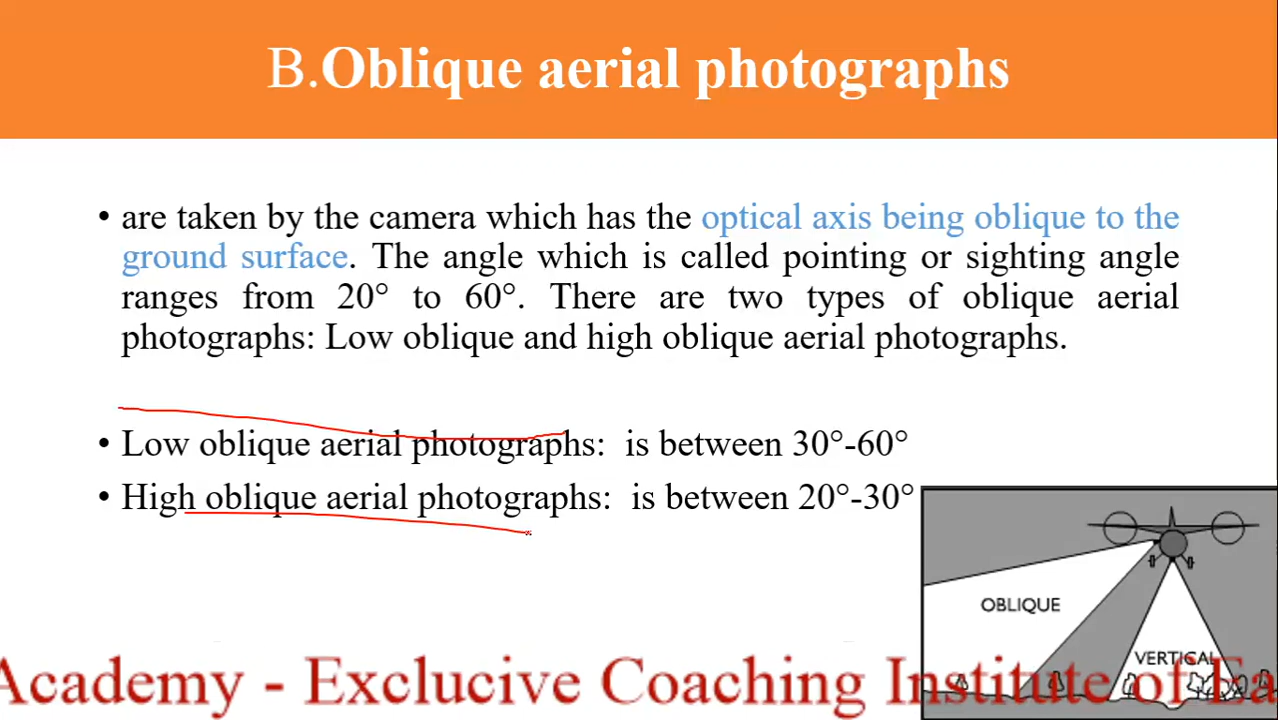 B.Oblique aerial photographs
• are taken by the camera which has the optical axis being oblique to the
ground surface. The angle which is called pointing or sighting angle
ranges from 20° to 60°. There are two types of oblique aerial
photographs: Low oblique and high oblique aerial photographs.
• Low oblique aerial photographs: is between 30°-60°
• High oblique aerial photographs: is between 20°-30°
OBLIQUE
VERTICAL
Academy - Exclucive Coaching Institute of Ea